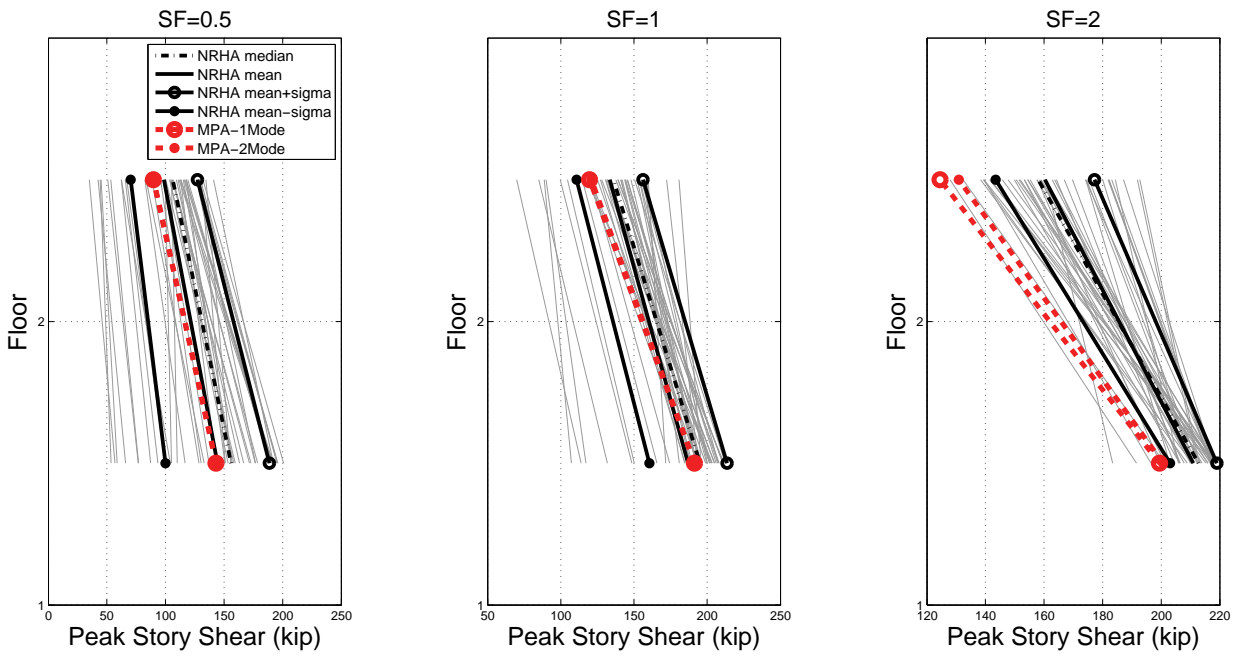 SF=0.5
NRHA median
NRHA mean
NRHA mean+sigma
NRHA mean−sigma
MPA−1Mode
MPA−2Mode
2
1
Floor
0 50 100 150 200 250
Peak Story Shear (kip)
SF=1
2
1
Floor
50 100 150 200 250
Peak Story Shear (kip)
SF=2
2
1
Floor
120 140 160 180 200 220
Peak Story Shear (kip)